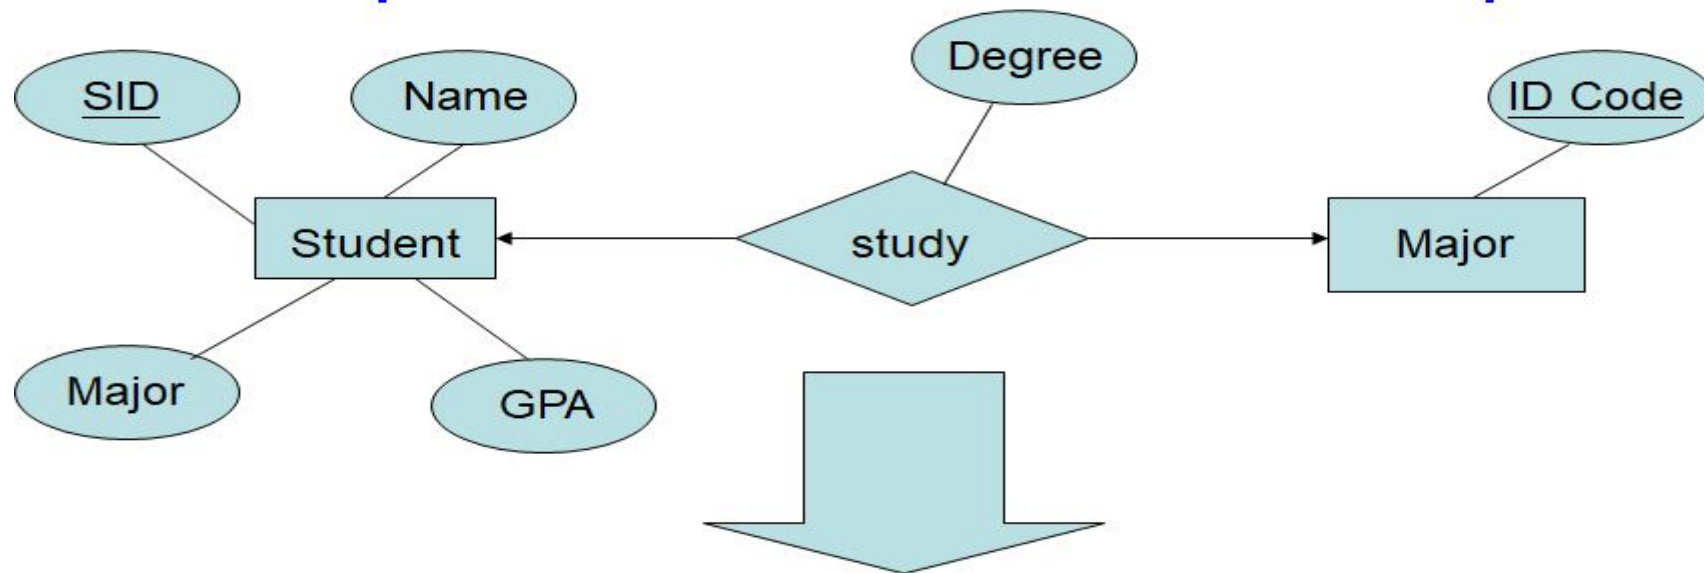 Degree
SID
Name
ID Code
Student
study
Major
Major
GPA